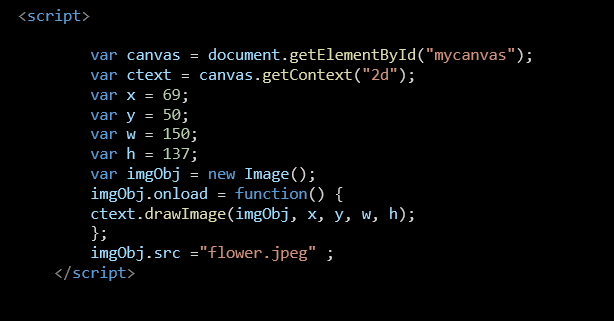 <script>
var canvas = document.getElementById("mycanvas");
var ctext = canvas.getContext("2d");
var x = 69;
var y = 50;
var w = 150;
var h = 137;
var imgObj = new Image();
imgObj.onload = function() {
ctext.drawImage(imgObj, x, y, w, h);
};
imgObj.src ="flower.jpeg" ;
</script>